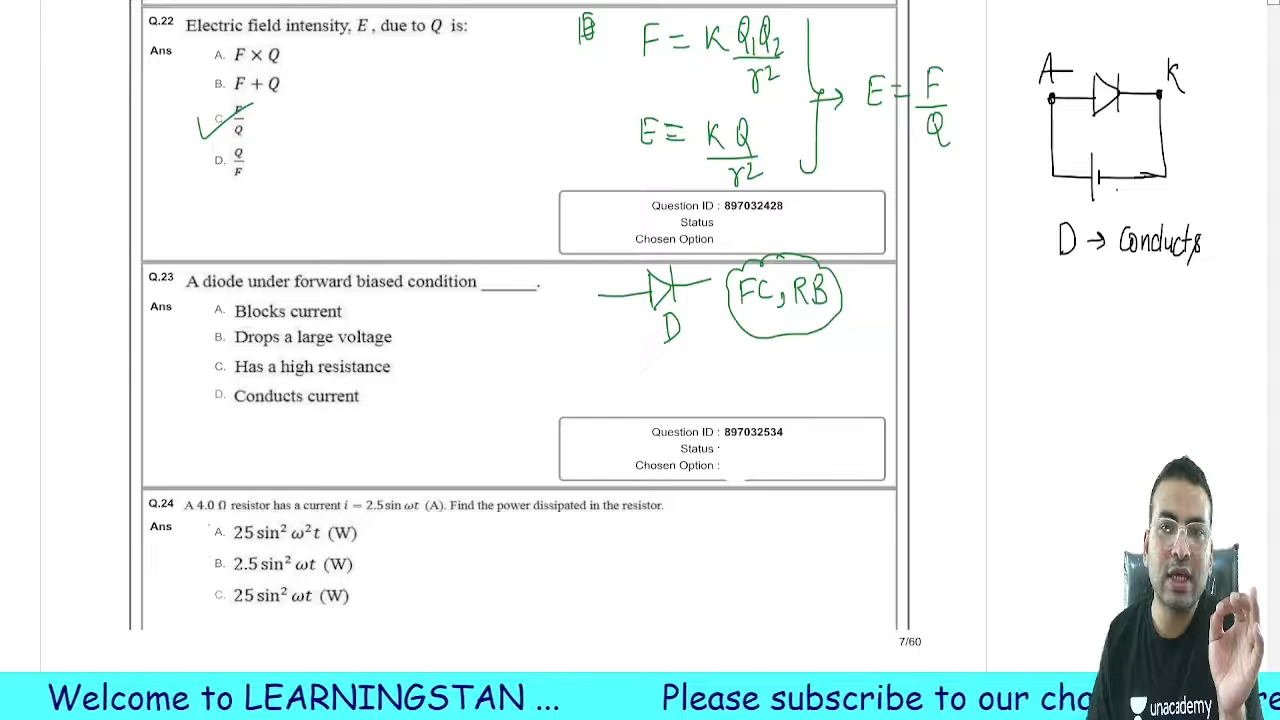 Q.22 Electric field intensity, E , due to Q is:
Ans
A. F × Q
B. F + Q
C. F/Q
D. Q/F
F = K Q₁Q₂/r²
E = KQ/r²
→ E = F/Q
A K
D → Conducts
Question ID : 897032428
Status
Chosen Option
Q.23 A diode under forward biased condition ______.
Ans
A. Blocks current
B. Drops a large voltage
C. Has a high resistance
D. Conducts current
D
FC, RB
Question ID : 897032534
Status
Chosen Option :
Q.24 A 4.0 Ω resistor has a current i = 2.5 sin ωt (A). Find the power dissipated in the resistor.
Ans
A. 25 sin² ω²t (W)
B. 2.5 sin² ωt (W)
C. 25 sin² ωt (W)
7/60
unacademy
Welcome to LEARNINGSTAN ... Please subscribe to our cha